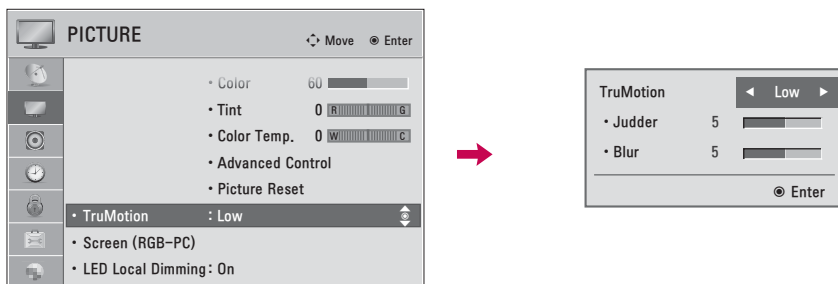 PICTURE Move Enter
• Color 60
• Tint 0 R G
• Color Temp. 0 W C
• Advanced Control
• Picture Reset
• TruMotion : Low
• Screen (RGB-PC)
• LED Local Dimming: On
TruMotion ◄ Low ►
• Judder 5
• Blur 5
Enter